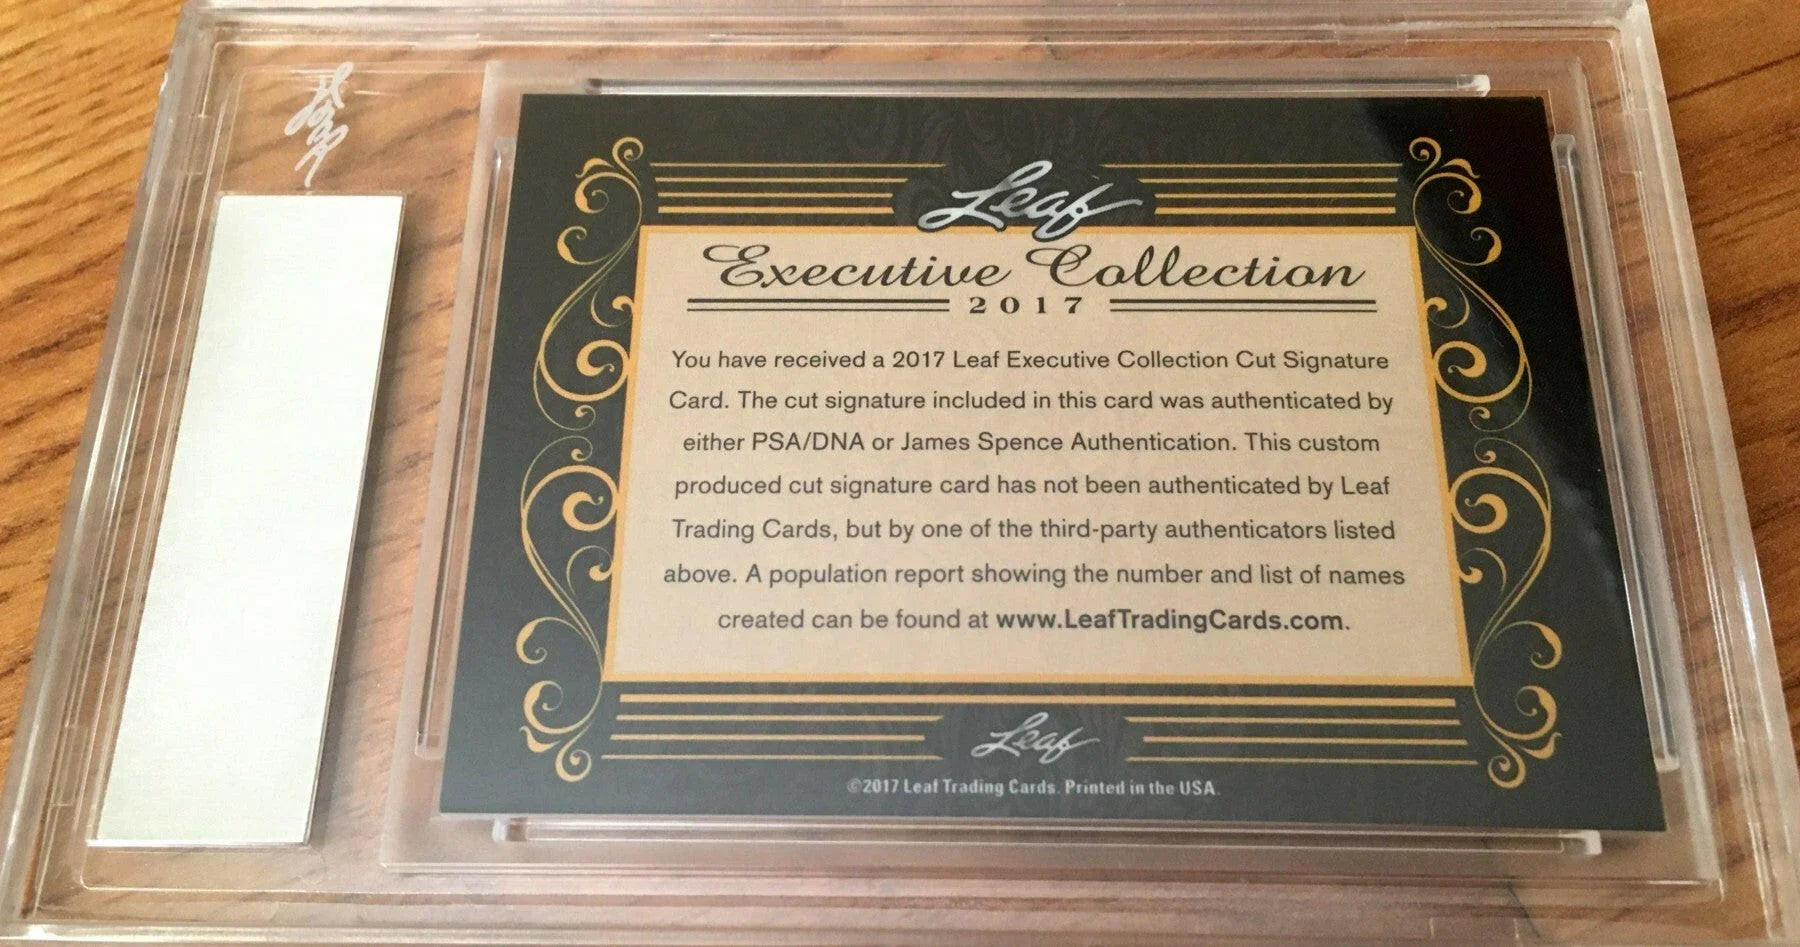 Leaf
Leaf
Executive Collection
2017
You have received a 2017 Leaf Executive Collection Cut Signature
Card. The cut signature included in this card was authenticated by
either PSA/DNA or James Spence Authentication. This custom
produced cut signature card has not been authenticated by Leaf
Trading Cards, but by one of the third-party authenticators listed
above. A population report showing the number and list of names
created can be found at www.LeafTradingCards.com.
Leaf
©2017 Leaf Trading Cards. Printed in the USA.